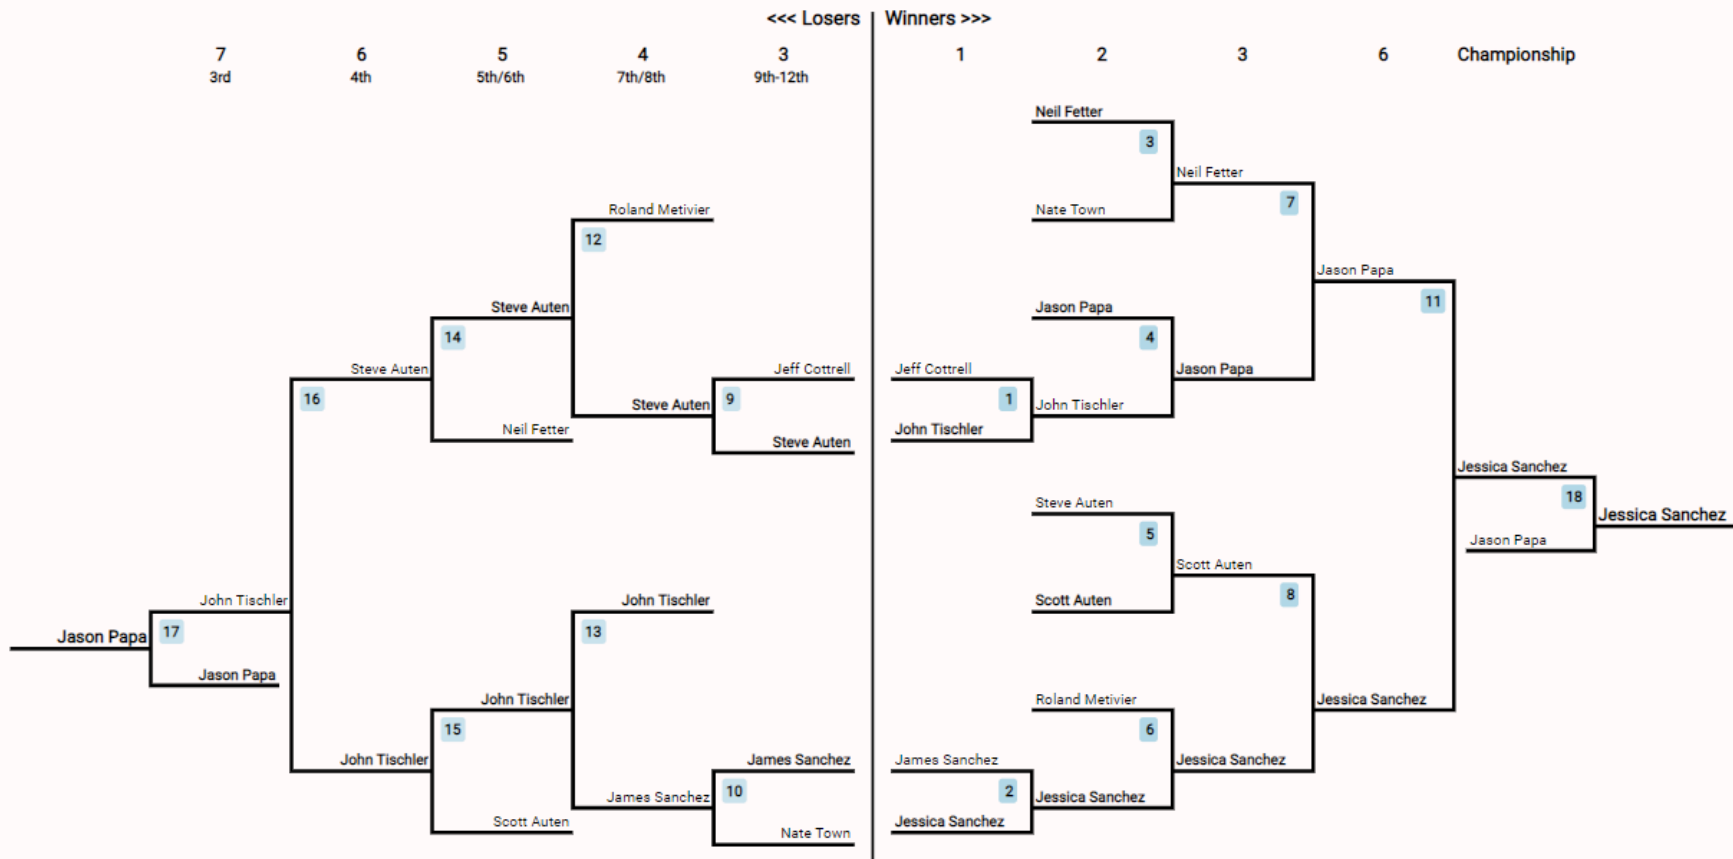 <<< Losers
Winners >>>
7
6
5
4
3
1
2
3
6
Championship
3rd
4th
5th/6th
7th/8th
9th-12th
Roland Metivier
12
Steve Auten
14
Steve Auten
Jeff Cottrell
16
Steve Auten
9
Neil Fetter
Steve Auten
John Tischler
John Tischler
Jason Papa
17
13
Jason Papa
John Tischler
15
John Tischler
James Sanchez
James Sanchez
10
Scott Auten
Nate Town
Neil Fetter
3
Neil Fetter
Nate Town
7
Jason Papa
Jason Papa
11
4
Jeff Cottrell
Jason Papa
1
John Tischler
John Tischler
Jessica Sanchez
Steve Auten
18
Jessica Sanchez
5
Jason Papa
Scott Auten
Scott Auten
8
Roland Metivier
Jessica Sanchez
6
James Sanchez
Jessica Sanchez
2
Jessica Sanchez
Jessica Sanchez